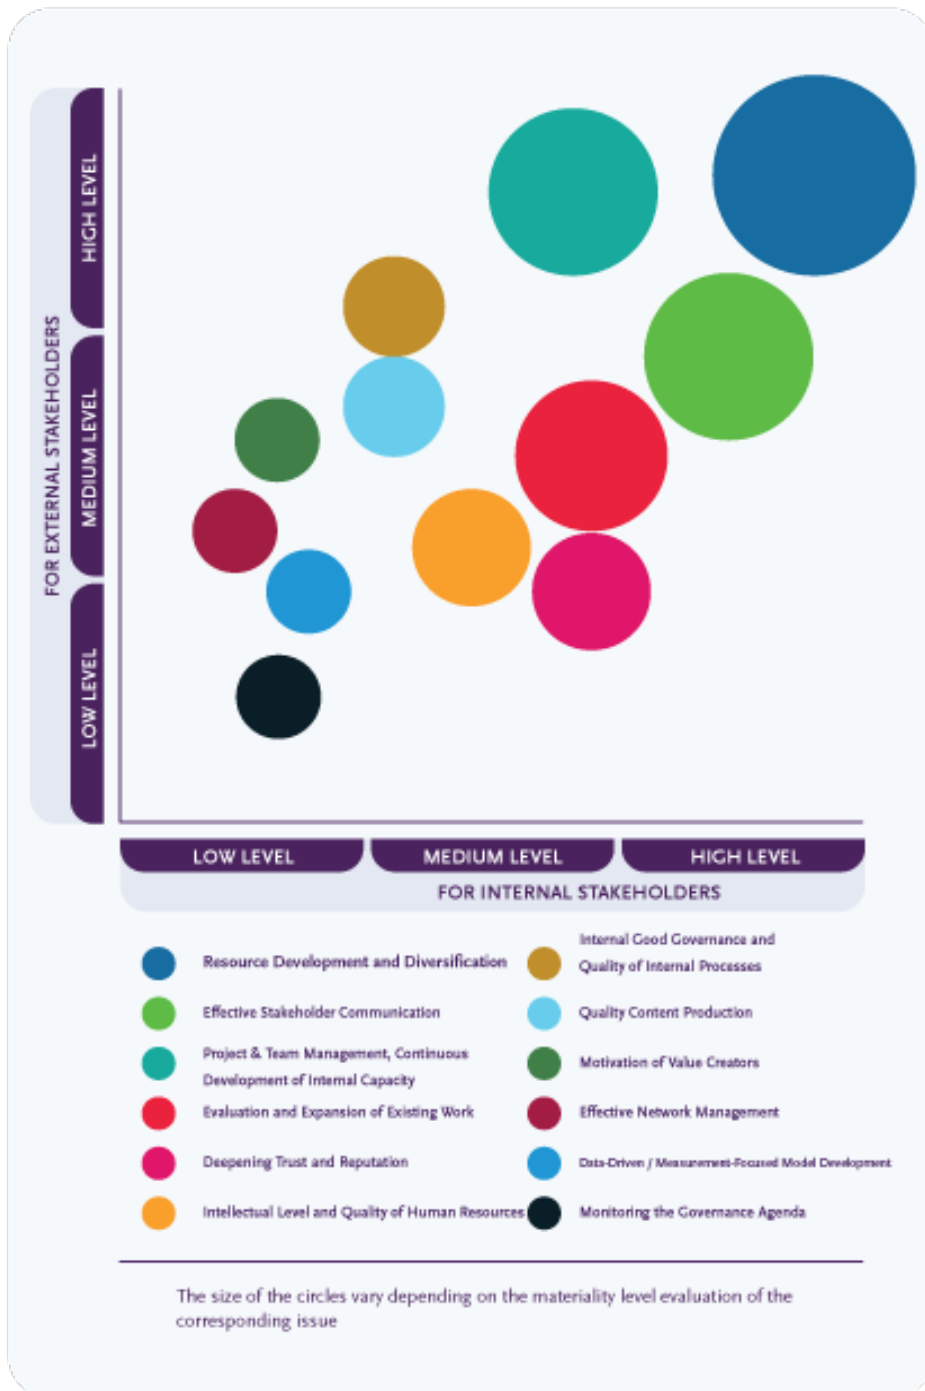 FOR EXTERNAL STAKEHOLDERS
HIGH LEVEL
MEDIUM LEVEL
LOW LEVEL
LOW LEVEL
MEDIUM LEVEL
HIGH LEVEL
FOR INTERNAL STAKEHOLDERS
Resource Development and Diversification
Effective Stakeholder Communication
Project & Team Management, Continuous
Development of Internal Capacity
Evaluation and Expansion of Existing Work
Deepening Trust and Reputation
Intellectual Level and Quality of Human Resources
Internal Good Governance and
Quality of Internal Processes
Quality Content Production
Motivation of Value Creators
Effective Network Management
Data-Driven / Measurement-Focused Model Development
Monitoring the Governance Agenda
The size of the circles vary depending on the materiality level evaluation of the
corresponding issue